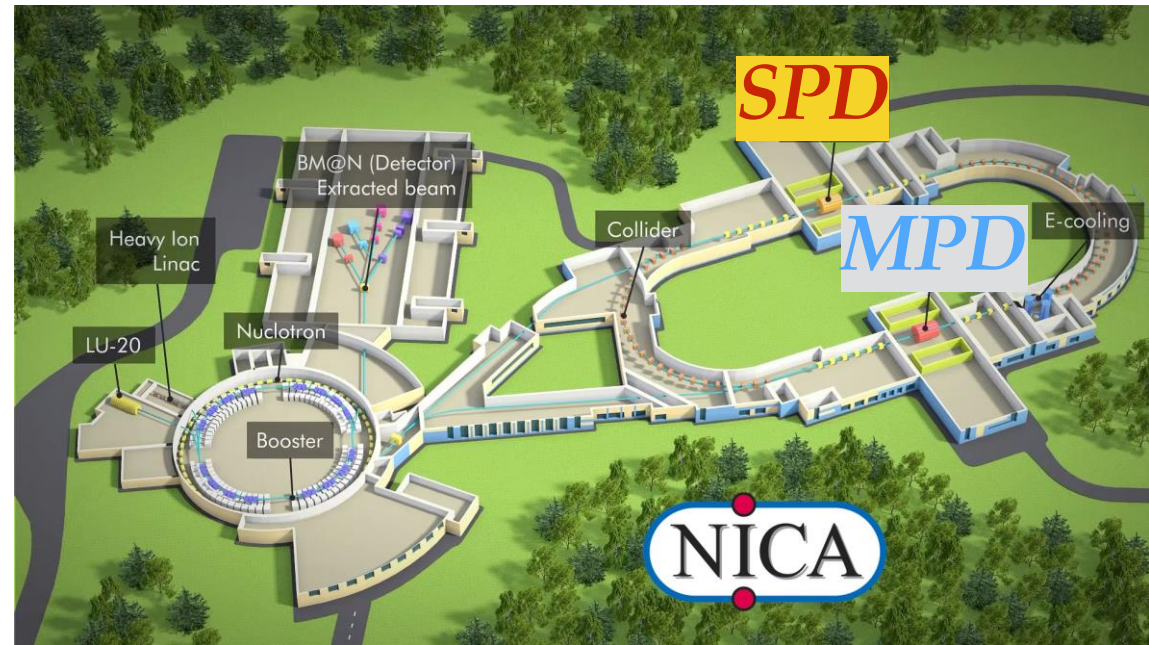 SPD
BM@N (Detector)
Extracted beam
MPD
E-cooling
Collider
Heavy Ion
Linac
Nuclotron
LU-20
Booster
NICA